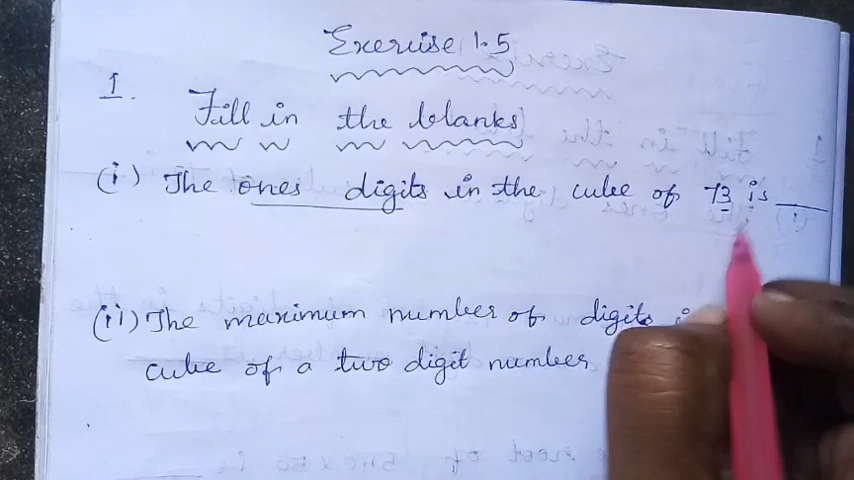 Exercise 1.5
1.
Fill in the blanks
(i) The ones digits in the cube of 73 is ___
(ii) The maximum number of digits i
cube of a two digit number